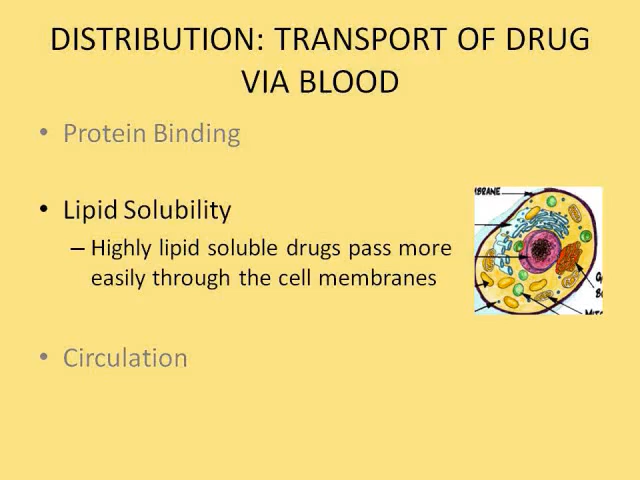 DISTRIBUTION: TRANSPORT OF DRUG
VIA BLOOD
• Protein Binding
• Lipid Solubility
– Highly lipid soluble drugs pass more
easily through the cell membranes
• Circulation